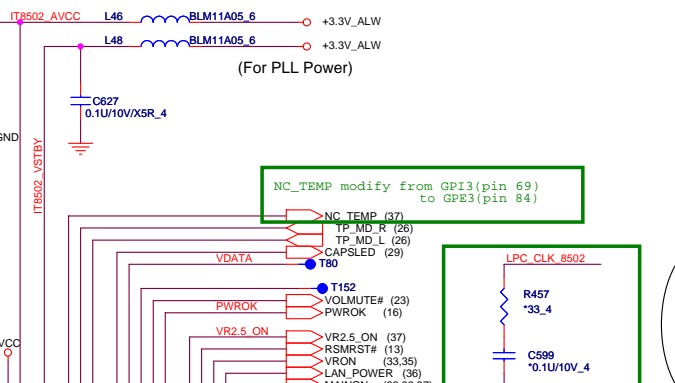 IT8502_AVCC L46 BLM11A05_6 +3.3V_ALW
L48 BLM11A05_6 +3.3V_ALW
(For PLL Power)
C627
0.1U/10V/X5R_4
GND
IT8502_VSTBY
NC_TEMP modify from GPI3(pin 69)
to GPE3(pin 84)
NC_TEMP (37)
TP_MD_R (26)
TP_MD_L (26)
CAPSLED (29)
VDATA T80
LPC_CLK_8502
T152
VOLMUTE# (23)
PWROK PWROK (16)
R457
*33_4
VR2.5_ON VR2.5_ON (37)
RSMRST# (13)
VRON (33,35)
LAN_POWER (36)
C599
*0.1U/10V_4
VCC